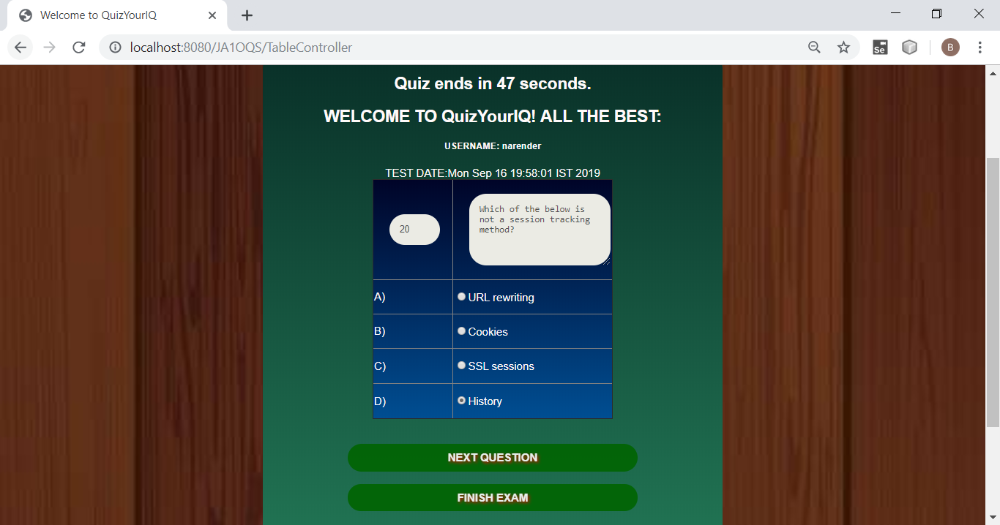 Welcome to QuizYourIQ
localhost:8080/JA1OQS/TableController
Se
B
Quiz ends in 47 seconds.
WELCOME TO QuizYourIQ! ALL THE BEST:
USERNAME: narender
TEST DATE:Mon Sep 16 19:58:01 IST 2019
20
Which of the below is
not a session tracking
method?
A) URL rewriting
B) Cookies
C) SSL sessions
D) History
NEXT QUESTION
FINISH EXAM